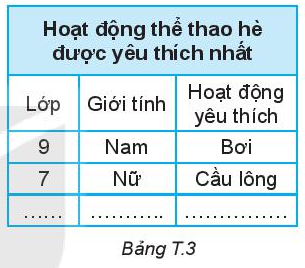 Hoạt động thể thao hè
được yêu thích nhất
Lớp Giới tính Hoạt động
yêu thích
9 Nam Bơi
7 Nữ Cầu lông
...... ........... ...............
Bảng T.3